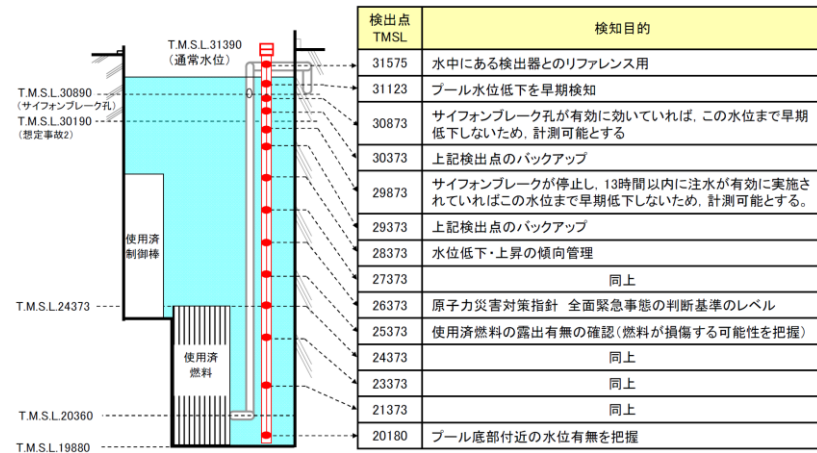 T.M.S.L.31390
(通常水位)
T.M.S.L.30890
(サイフォンブレーク孔)
T.M.S.L.30190
(想定事故2)
使用済
制御棒
T.M.S.L.24373
使用済
燃料
T.M.S.L.20360
T.M.S.L.19880
検出点
TMSL
検知目的
31575 水中にある検出器とのリファレンス用
31123 プール水位低下を早期検知
30873 サイフォンブレーク孔が有効に効いていれば,この水位まで早期
低下しないため,計測可能とする
30373 上記検出点のバックアップ
29873 サイフォンブレークが停止し,13時間以内に注水が有効に実施さ
れていればこの水位まで早期低下しないため,計測可能とする。
29373 上記検出点のバックアップ
28373 水位低下・上昇の傾向管理
27373 同上
26373 原子力災害対策指針 全面緊急事態の判断基準のレベル
25373 使用済燃料の露出有無の確認(燃料が損傷する可能性を把握)
24373 同上
23373 同上
21373 同上
20180 プール底部付近の水位有無を把握